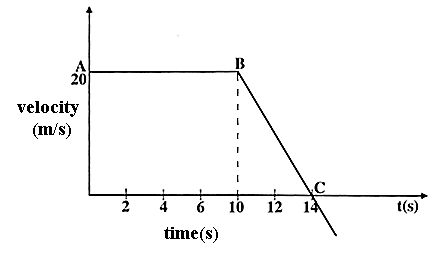 A
20
B
velocity
(m/s)
C
2 4 6 10 12 14 t(s)
time(s)